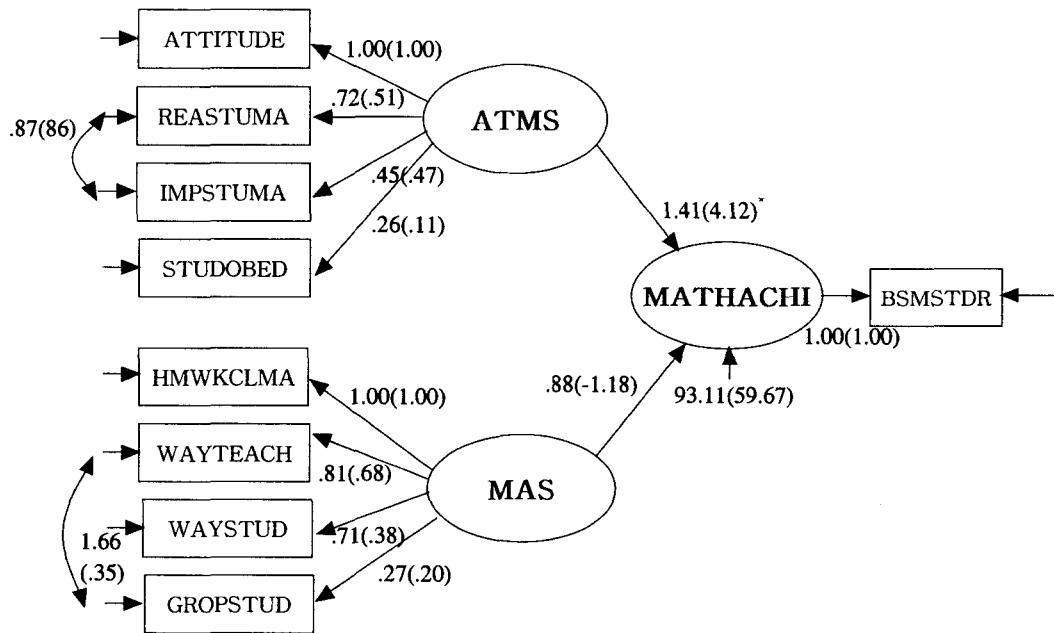 ATTITUDE
1.00(1.00)
REASTUMA
.72(.51)
ATMS
.87(86)
IMPSTUMA
.45(.47)
.26(.11)
STUDOBED
1.41(4.12)*
MATHACHI
BSMSTDR
1.00(1.00)
HMWKCLMA
1.00(1.00)
.88(-1.18)
93.11(59.67)
WAYTEACH
.81(.68)
MAS
WAYSTUD
.71(.38)
1.66
(.35)
.27(.20)
GROPSTUD